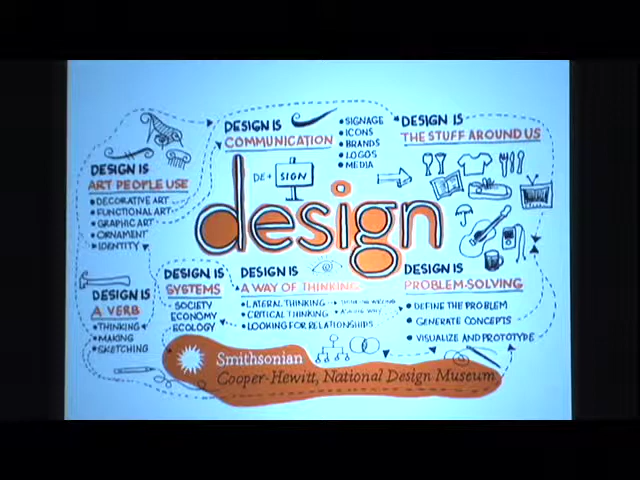 DESIGN IS
COMMUNICATION
• SIGNAGE
• ICONS
• BRANDS
• LOGOS
• MEDIA
DESIGN IS
THE STUFF AROUND US
DESIGN IS
ART PEOPLE USE
• DECORATIVE ART
• FUNCTIONAL ART
• GRAPHIC ART
• ORNAMENT
• IDENTITY
DE + SIGN
design
DESIGN IS
SYSTEMS
SOCIETY
ECONOMY
ECOLOGY
DESIGN IS
A WAY OF THINKING
• LATERAL THINKING
• CRITICAL THINKING
• LOOKING FOR RELATIONSHIPS
DESIGN IS
PROBLEM-SOLVING
• DEFINE THE PROBLEM
• GENERATE CONCEPTS
• VISUALIZE AND PROTOTYPE
DESIGN IS
A VERB
• THINKING
• MAKING
• SKETCHING
Smithsonian
Cooper-Hewitt, National Design Museum